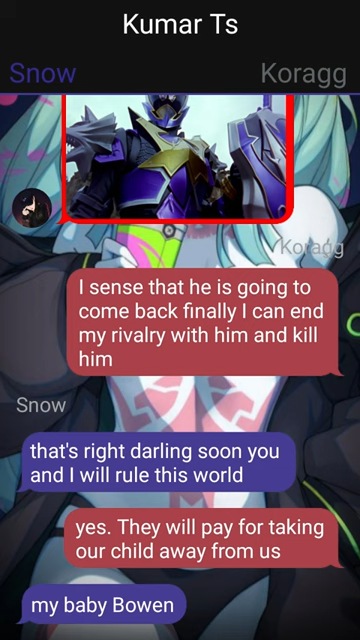 Kumar Ts
Snow
Koragg
Koragg
I sense that he is going to
come back finally I can end
my rivalry with him and kill
him
Snow
that's right darling soon you
and I will rule this world
yes. They will pay for taking
our child away from us
my baby Bowen